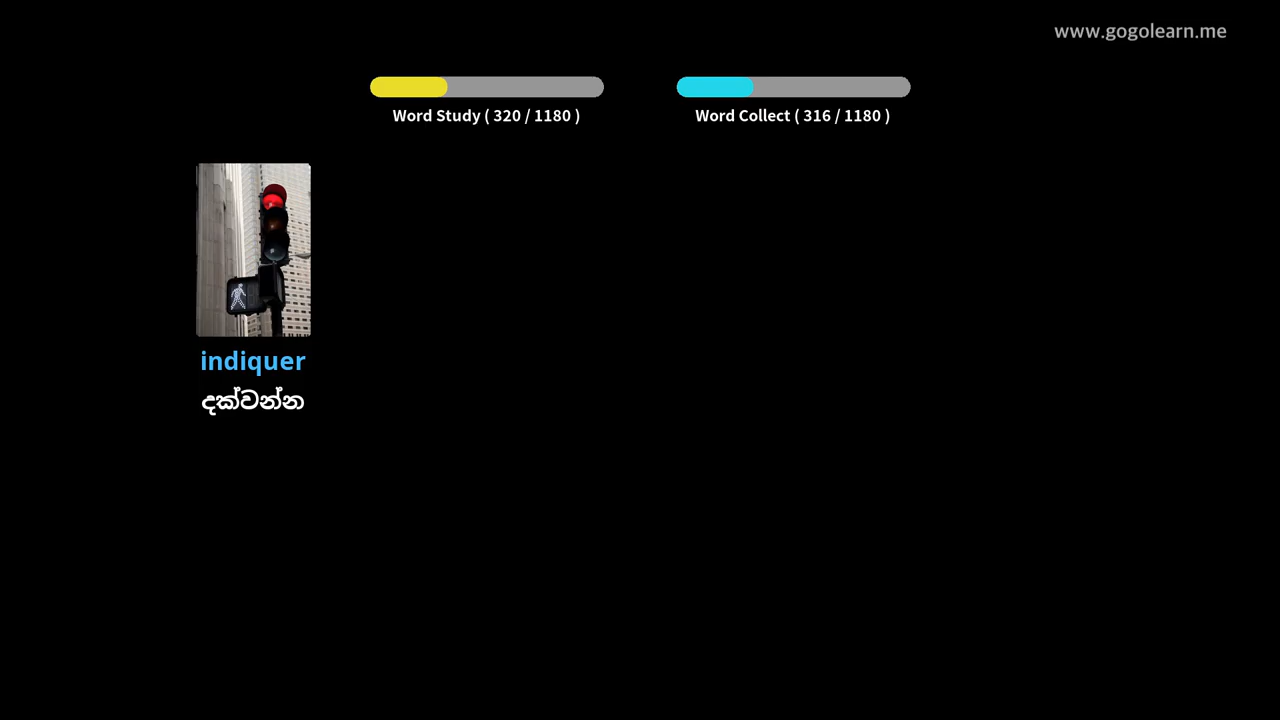 www.gogolearn.me
Word Study ( 320 / 1180 )
Word Collect ( 316 / 1180 )
indiquer
දක්වන්න